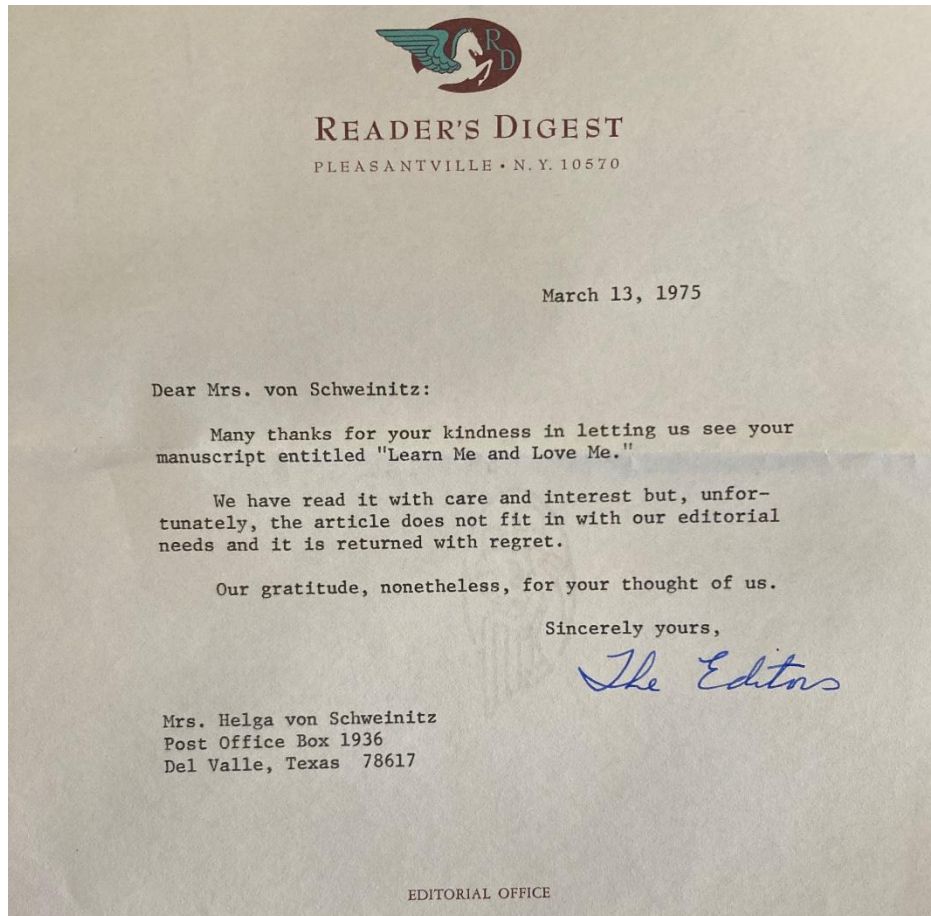 RD
READER'S DIGEST
PLEASANTVILLE • N.Y. 10570
March 13, 1975
Dear Mrs. von Schweinitz:
Many thanks for your kindness in letting us see your
manuscript entitled "Learn Me and Love Me."
We have read it with care and interest but, unfor-
tunately, the article does not fit in with our editorial
needs and it is returned with regret.
Our gratitude, nonetheless, for your thought of us.
Sincerely yours,
The Editors
Mrs. Helga von Schweinitz
Post Office Box 1936
Del Valle, Texas  78617
EDITORIAL OFFICE